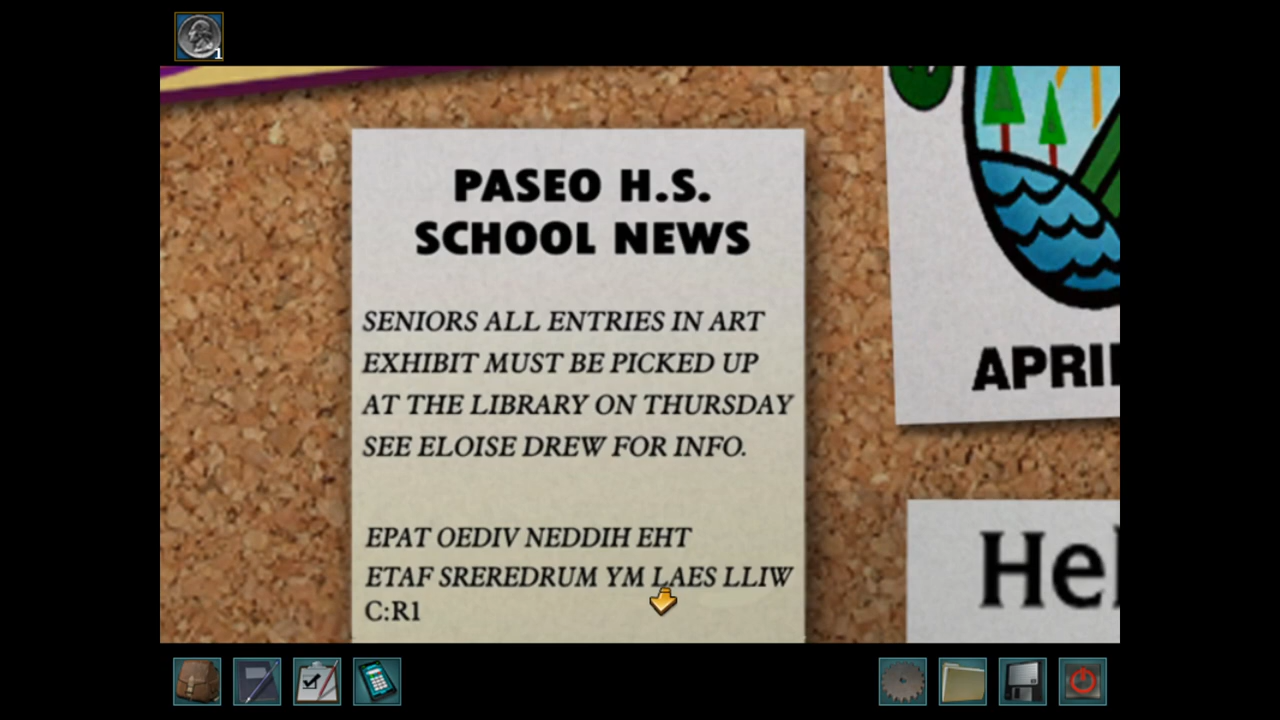 1
PASEO H.S.
SCHOOL NEWS
SENIORS ALL ENTRIES IN ART
EXHIBIT MUST BE PICKED UP
AT THE LIBRARY ON THURSDAY
SEE ELOISE DREW FOR INFO.
EPAT OEDIV NEDDIH EHT
ETAF SREREDRUM YM LAES LLIW
C:R1
APRI
Hel